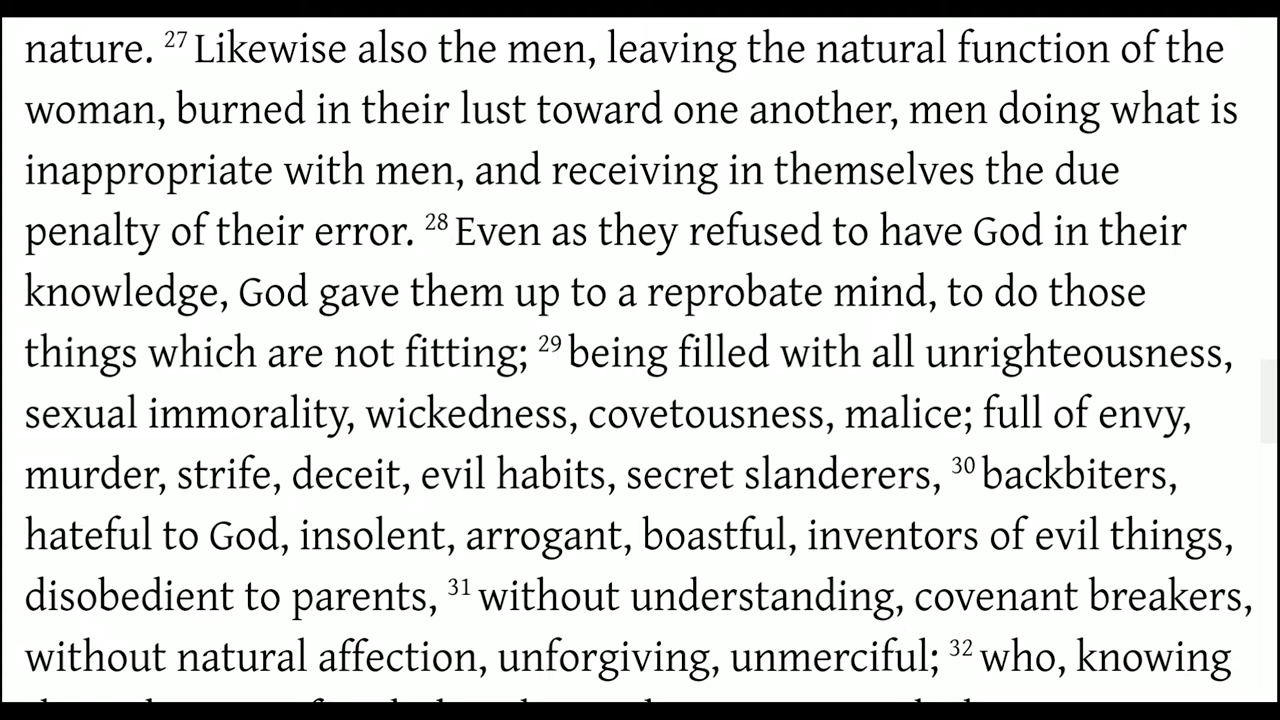 nature. 27 Likewise also the men, leaving the natural function of the
woman, burned in their lust toward one another, men doing what is
inappropriate with men, and receiving in themselves the due
penalty of their error. 28 Even as they refused to have God in their
knowledge, God gave them up to a reprobate mind, to do those
things which are not fitting; 29 being filled with all unrighteousness,
sexual immorality, wickedness, covetousness, malice; full of envy,
murder, strife, deceit, evil habits, secret slanderers, 30 backbiters,
hateful to God, insolent, arrogant, boastful, inventors of evil things,
disobedient to parents, 31 without understanding, covenant breakers,
without natural affection, unforgiving, unmerciful; 32 who, knowing